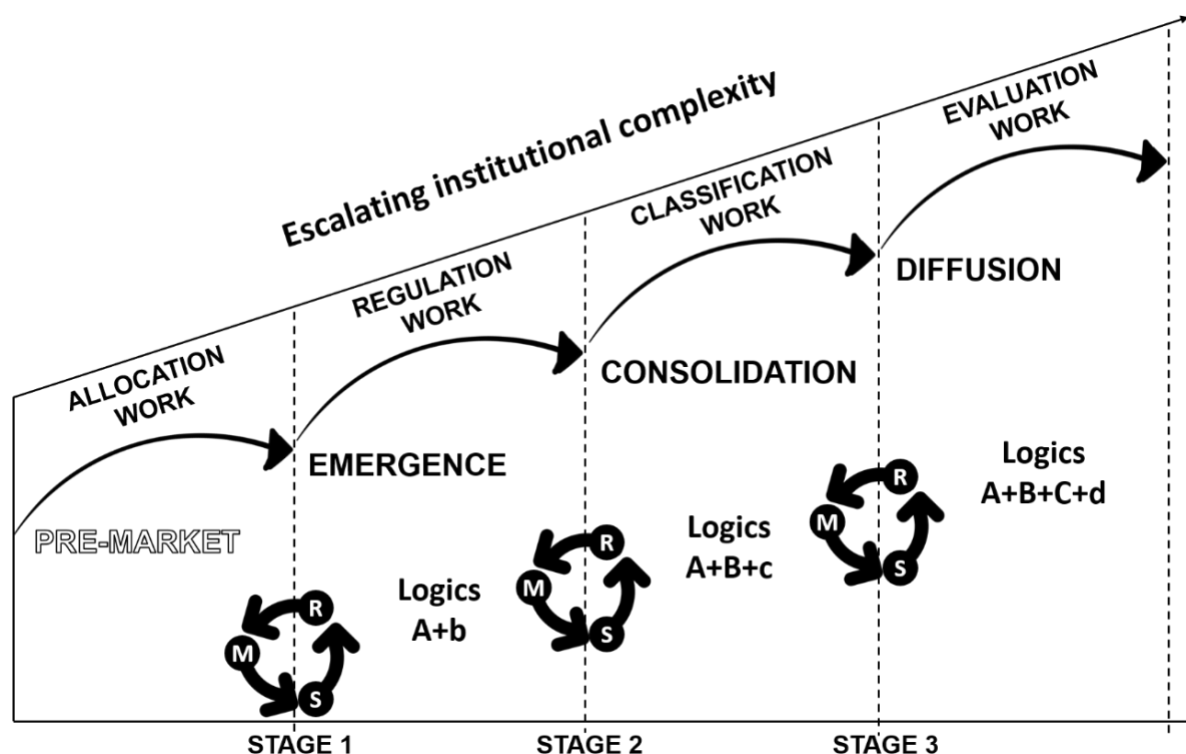 Escalating institutional complexity
ALLOCATION
WORK
REGULATION
WORK
CLASSIFICATION
WORK
EVALUATION
WORK
PRE-MARKET
EMERGENCE
CONSOLIDATION
DIFFUSION
R
M
S
Logics
A+b
R
M
S
Logics
A+B+c
R
M
S
Logics
A+B+C+d
STAGE 1
STAGE 2
STAGE 3